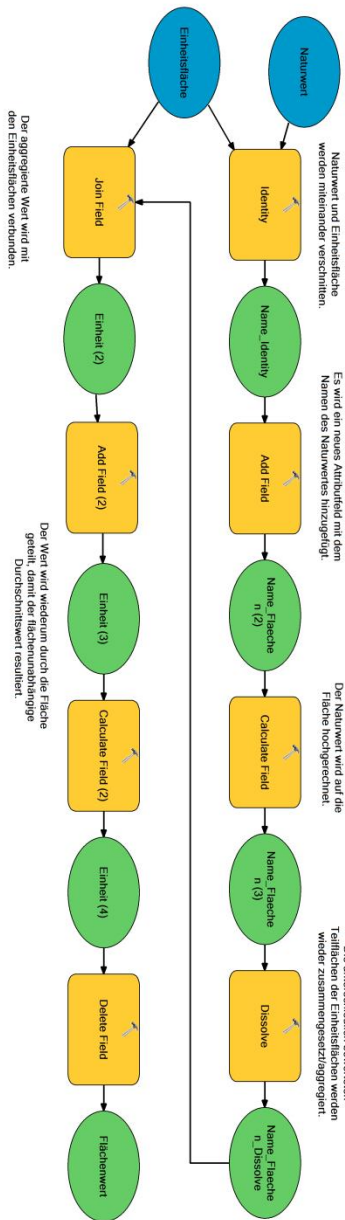 Naturwert
Einheitsfläche
Naturwert und Einheitsfläche
werden miteinander verschnitten.
Identity
Name_Identity
Es wird ein neues Attributfeld mit dem
Namen des Naturwertes hinzugefügt.
Add Field
Name_Flaeche
n (2)
Der Naturwert wird auf die
Fläche hochgerechnet.
Calculate Field
Name_Flaeche
n (3)
Teilflächen der Einheitsflächen werden
wieder zusammengesetzt/aggregiert.
Dissolve
Name_Flaeche
n_Dissolve
Join Field
Der aggregierte Wert wird mit
den Einheitsflächen verbunden.
Einheit (2)
Add Field (2)
Einheit (3)
Der Wert wird wiederum durch die Fläche
geteilt, damit der flächenunabhängige
Durchschnittswert resultiert.
Calculate Field
(2)
Einheit (4)
Delete Field
Flächenwert